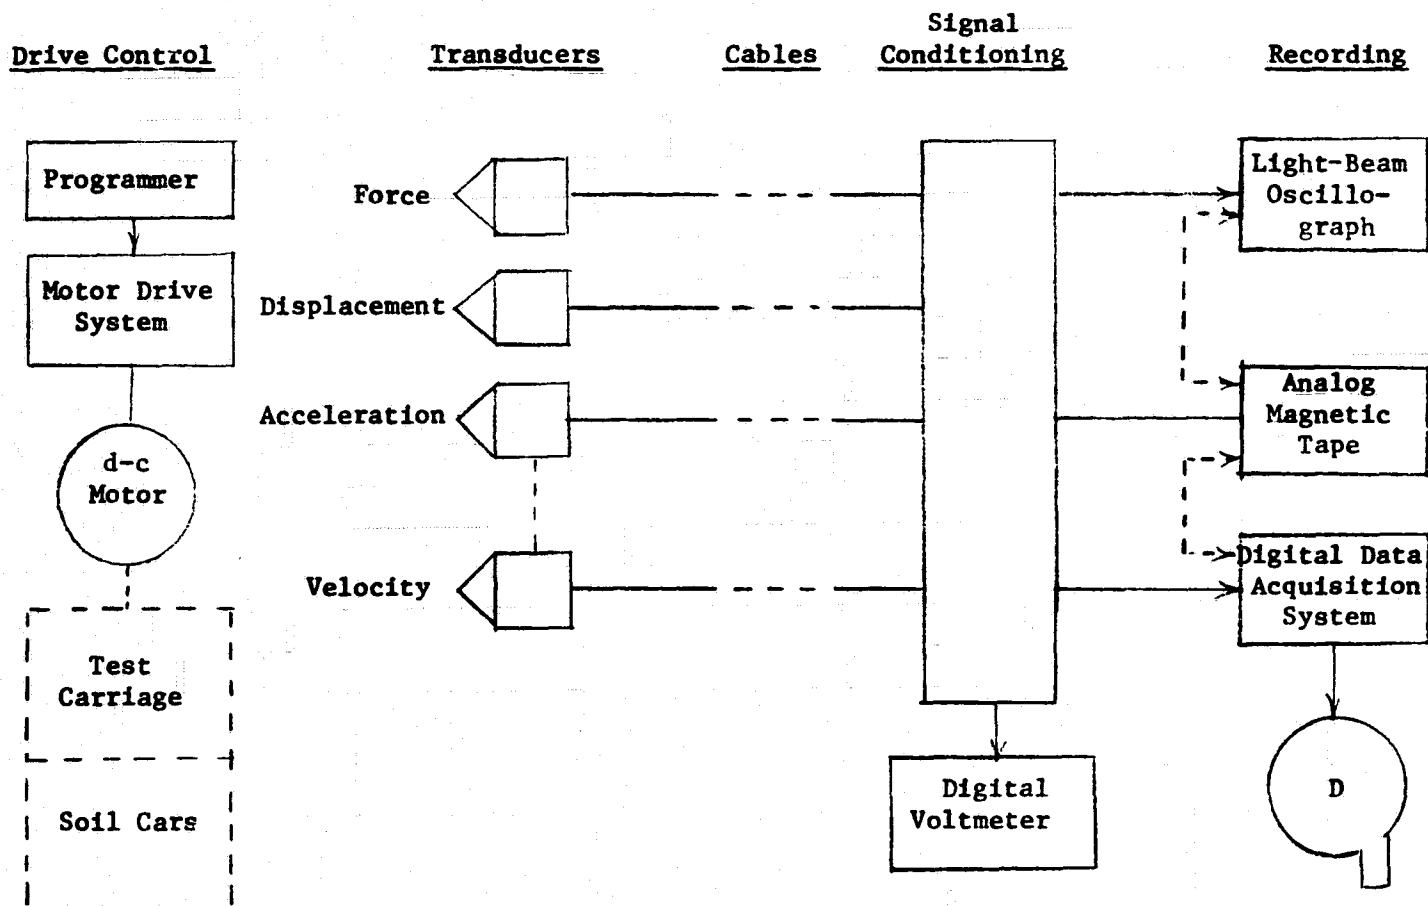 Drive Control
Transducers
Cables
Signal
Conditioning
Recording
Programmer
Motor Drive
System
d-c
Motor
Test
Carriage
Soil Cars
Force
Displacement
Acceleration
Velocity
Digital
Voltmeter
Light-Beam
Oscillo-
graph
Analog
Magnetic
Tape
Digital Data
Acquisition
System
D